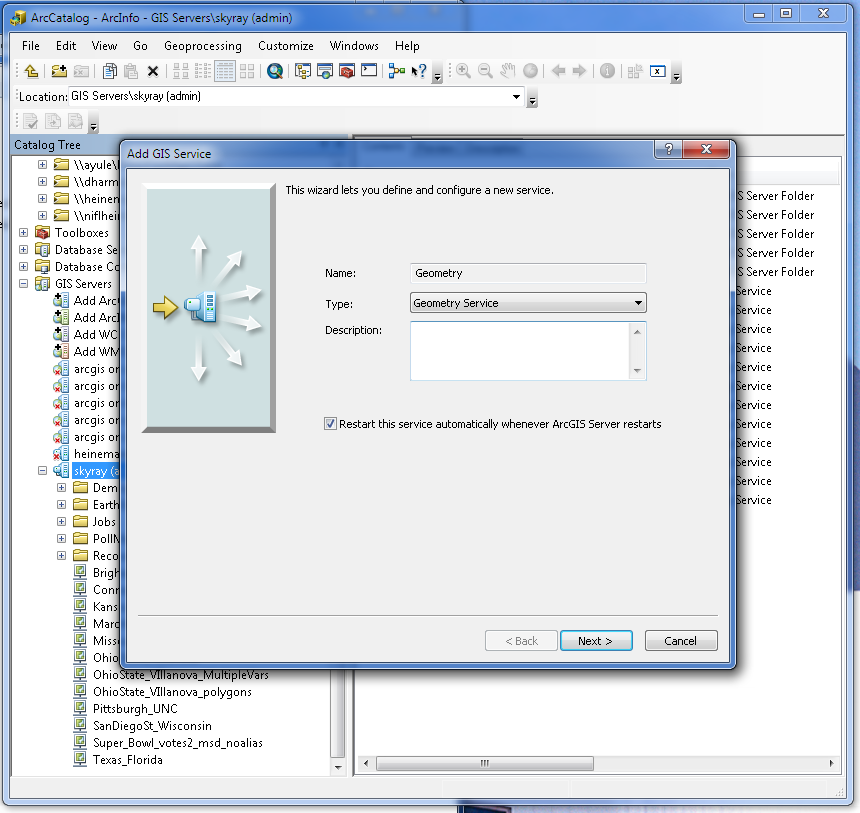 ArcCatalog - ArcInfo - GIS Servers\skyray (admin)
File Edit View Go Geoprocessing Customize Windows Help
Location: GIS Servers\skyray (admin)
Catalog Tree
\\ayule\
\\dharm
\\heinen
\\niflhei
Toolboxes
Database Se
Database Co
GIS Servers
Add Arc
Add ArcI
Add WC
Add WM
arcgis or
arcgis or
arcgis or
arcgis or
arcgis or
heinema
skyray (a
Dem
Earth
Jobs
PollM
Reco
Brigh
Conn
Kans
Marc
Misso
Ohio
OhioState_VIllanova_MultipleVars
OhioState_VIllanova_polygons
Pittsburgh_UNC
SanDiegoSt_Wisconsin
Super_Bowl_votes2_msd_noalias
Texas_Florida
Add GIS Service
This wizard lets you define and configure a new service.
Name: Geometry
Type: Geometry Service
Description:
Restart this service automatically whenever ArcGIS Server restarts
< Back Next > Cancel
S Server Folder
S Server Folder
S Server Folder
S Server Folder
S Server Folder
Service
Service
Service
Service
Service
Service
Service
Service
Service
Service
Service
Service